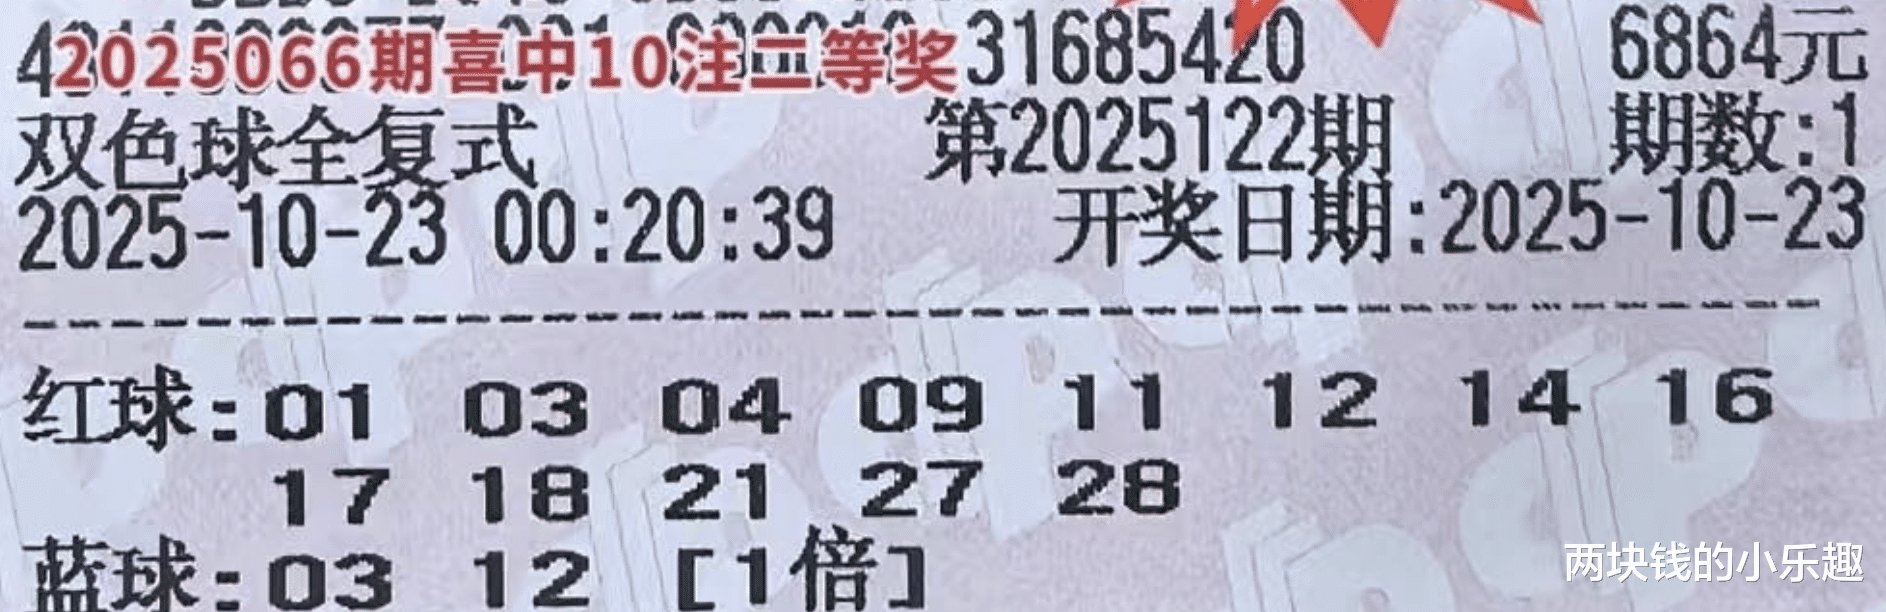 2025066期喜中10注二等奖 31685420 6864元
双色球全复式 第2025122期 期数:1
2025-10-23 00:20:39 开奖日期:2025-10-23
红球:01 03 04 09 11 12 14 16
17 18 21 27 28
蓝球:03 12 [1倍]
两块钱的小乐趣